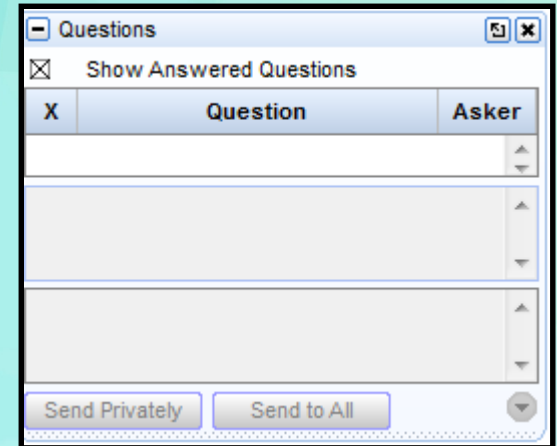 Questions
Show Answered Questions
X Question Asker
Send Privately Send to All